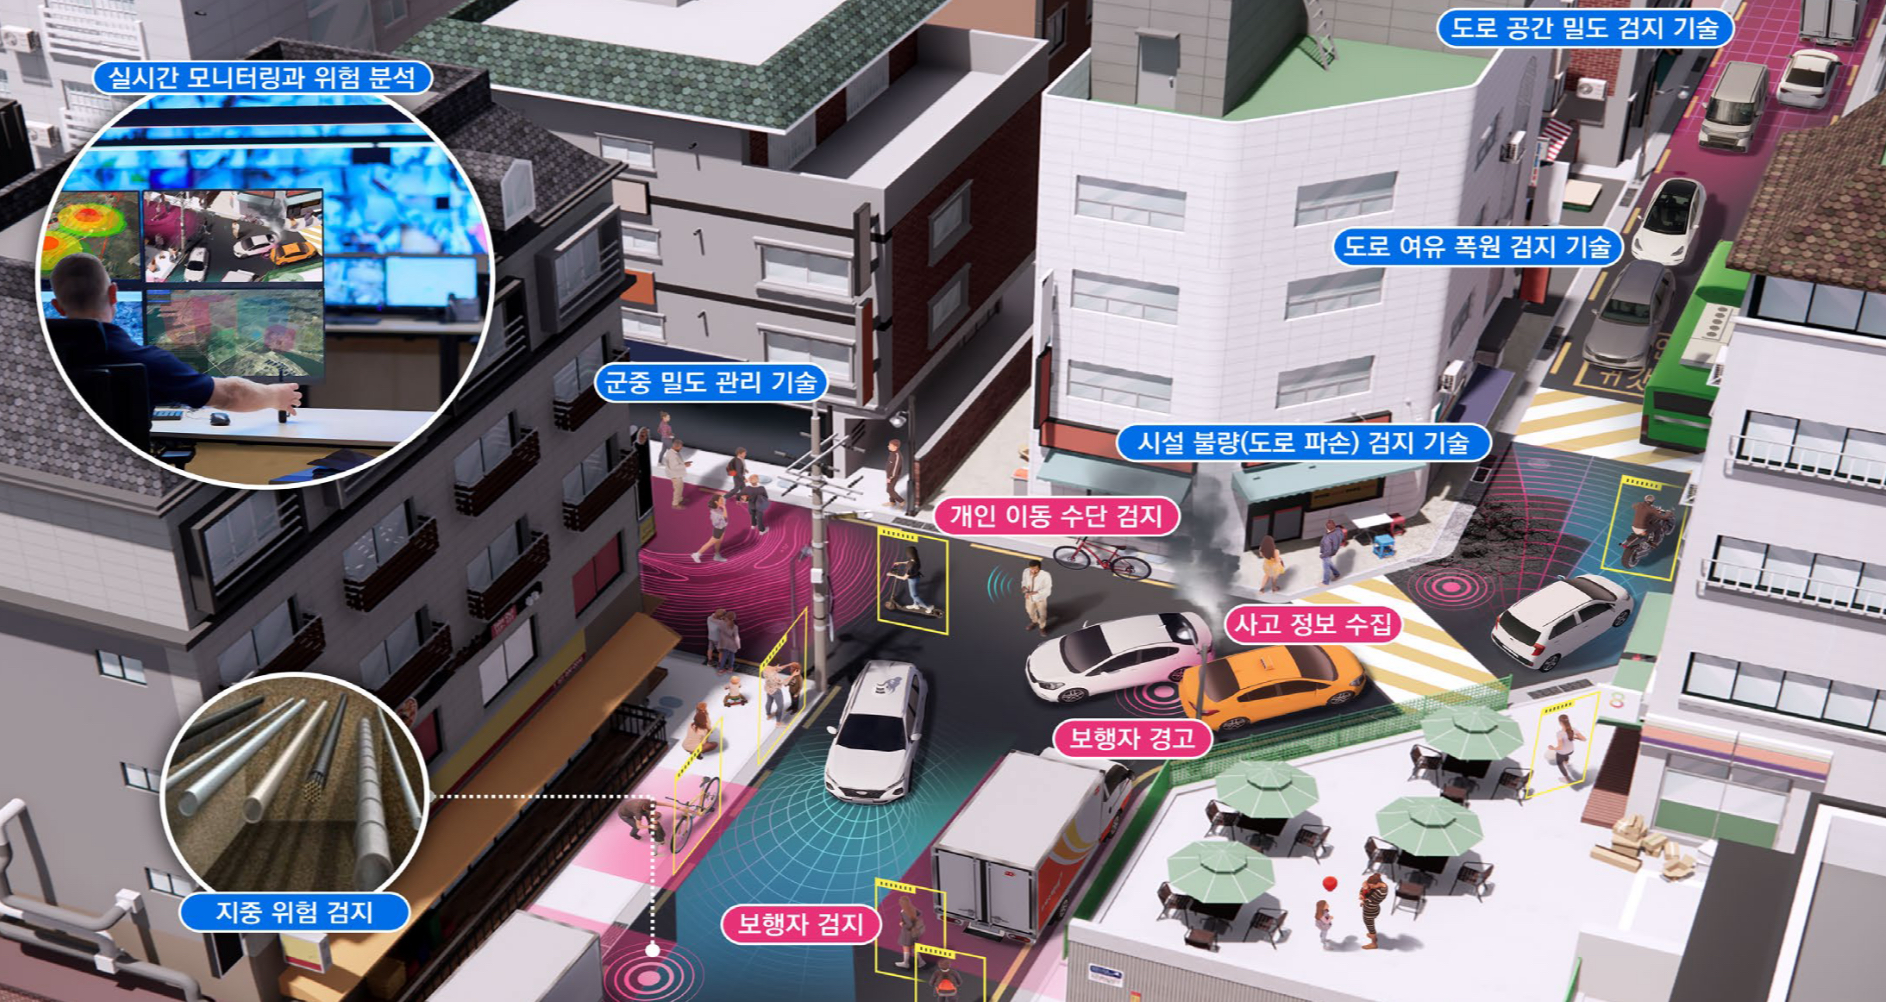 도로 공간 밀도 검지 기술
실시간 모니터링과 위험 분석
도로 여유 폭원 검지 기술
군중 밀도 관리 기술
시설 불량(도로 파손) 검지 기술
개인 이동 수단 검지
사고 정보 수집
보행자 경고
지중 위험 검지
보행자 검지